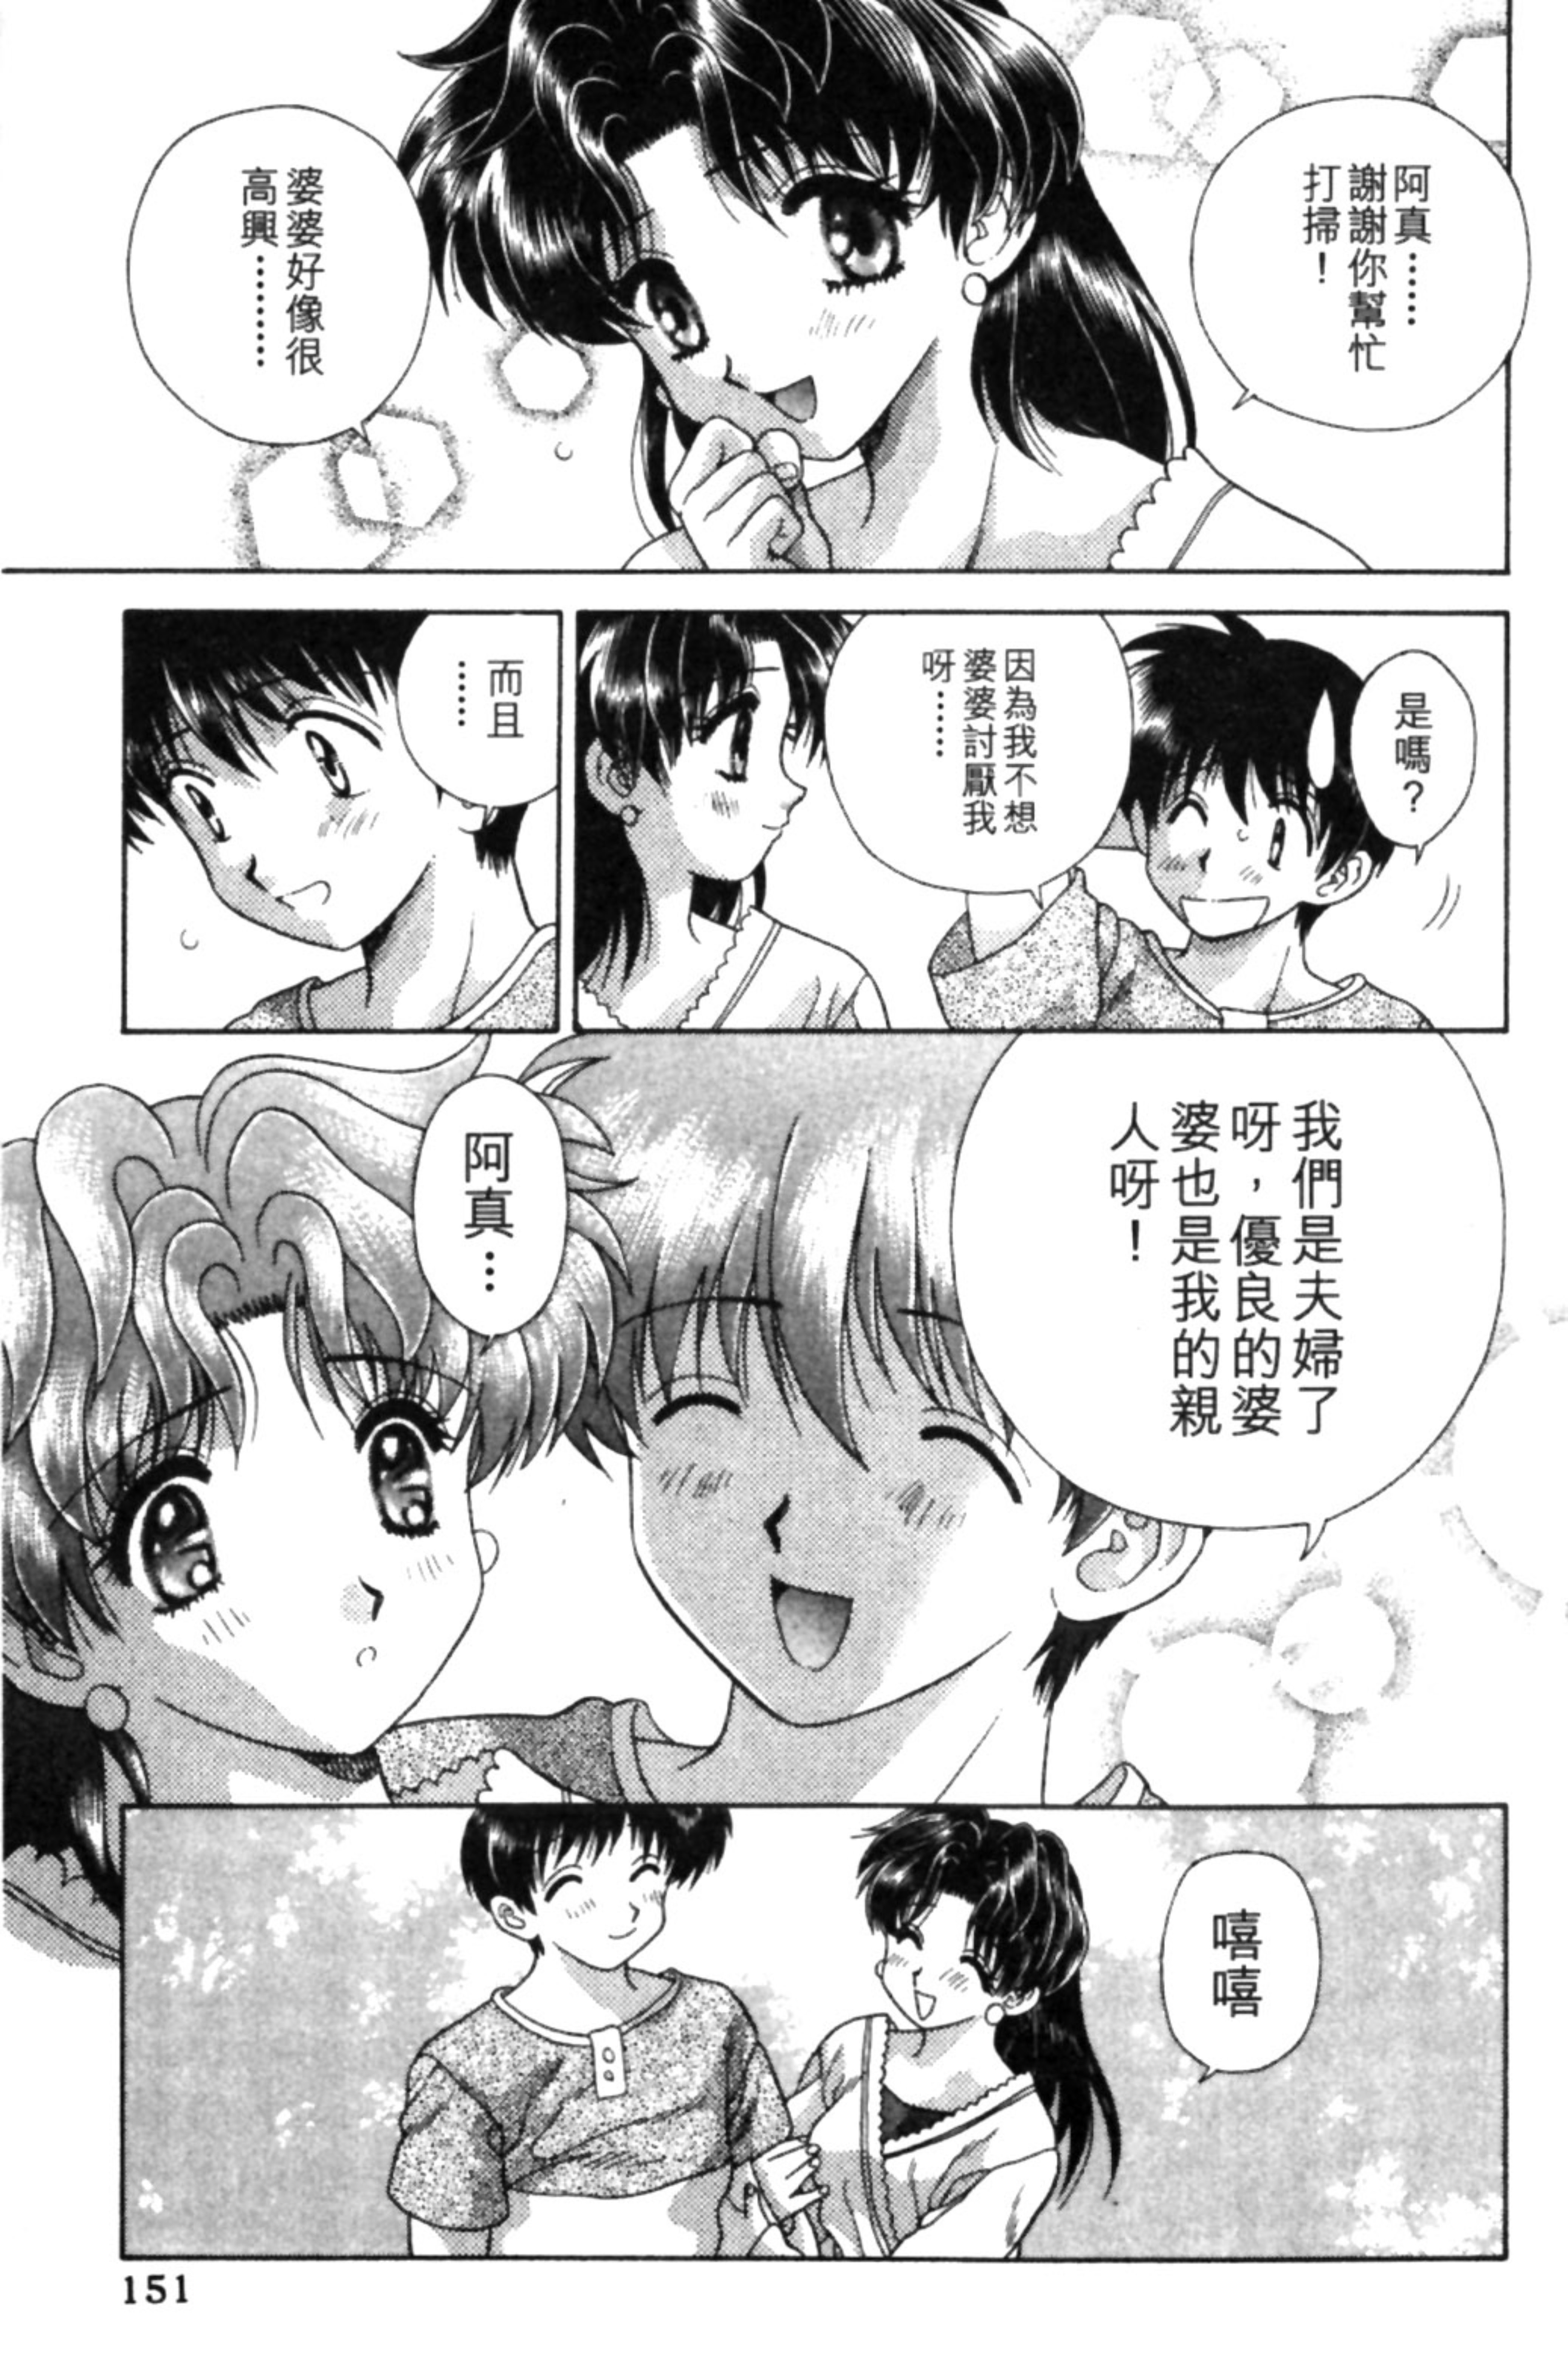 阿真……
謝謝你幫忙
打掃！
婆婆好像很
高興………
是嗎？
因為我不想
婆婆討厭我
呀……
而且
……
我們是夫婦了
呀，優良的婆
婆也是我的親
人呀！
阿真…
嘻嘻
151